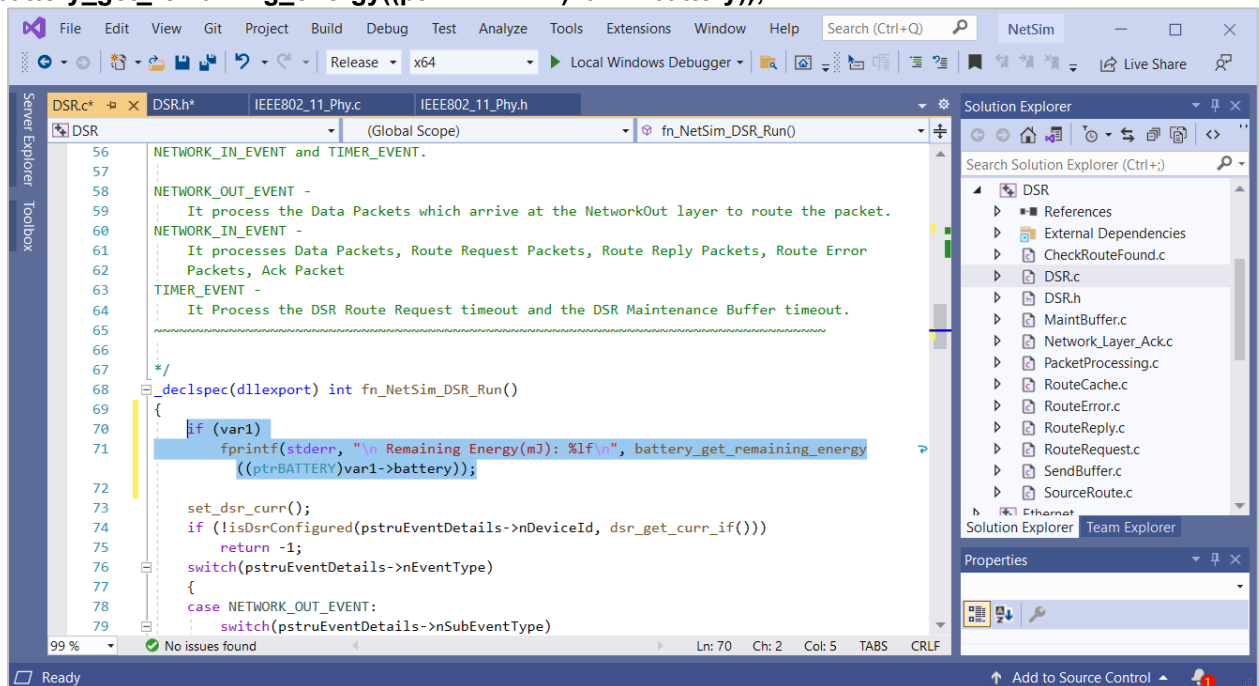 File Edit View Git Project Build Debug Test Analyze Tools Extensions Window Help Search (Ctrl+Q) NetSim
Release x64 Local Windows Debugger Live Share
Server Explorer
Toolbox
DSR.c* DSR.h* IEEE802_11_Phy.c IEEE802_11_Phy.h
DSR (Global Scope) fn_NetSim_DSR_Run()
56 NETWORK_IN_EVENT and TIMER_EVENT.
57
58 NETWORK_OUT_EVENT -
59 It process the Data Packets which arrive at the NetworkOut layer to route the packet.
60 NETWORK_IN_EVENT -
61 It processes Data Packets, Route Request Packets, Route Reply Packets, Route Error
62 Packets, Ack Packet
63 TIMER_EVENT -
64 It Process the DSR Route Request timeout and the DSR Maintenance Buffer timeout.
65 ~~~~~~~~~~~~~~~~~~~~~~~~~~~~~~~~~~~~~~~~~~~~~~~~~~~~~~~~~~~~~~~~~~~~~~~~~~~~~~~~~
66
67 */
68 _declspec(dllexport) int fn_NetSim_DSR_Run()
69 {
70 if (var1)
71 fprintf(stderr, "\n Remaining Energy(mJ): %lf\n", battery_get_remaining_energy
((ptrBATTERY)var1->battery));
72
73 set_dsr_curr();
74 if (!isDsrConfigured(pstruEventDetails->nDeviceId, dsr_get_curr_if()))
75 return -1;
76 switch(pstruEventDetails->nEventType)
77 {
78 case NETWORK_OUT_EVENT:
79 switch(pstruEventDetails->nSubEventType)
99 % No issues found Ln: 70 Ch: 2 Col: 5 TABS CRLF
Solution Explorer
Search Solution Explorer (Ctrl+;)
DSR
References
External Dependencies
CheckRouteFound.c
DSR.c
DSR.h
MaintBuffer.c
Network_Layer_Ack.c
PacketProcessing.c
RouteCache.c
RouteError.c
RouteReply.c
RouteRequest.c
SendBuffer.c
SourceRoute.c
Ethernet
Solution Explorer Team Explorer
Properties
Ready Add to Source Control 1